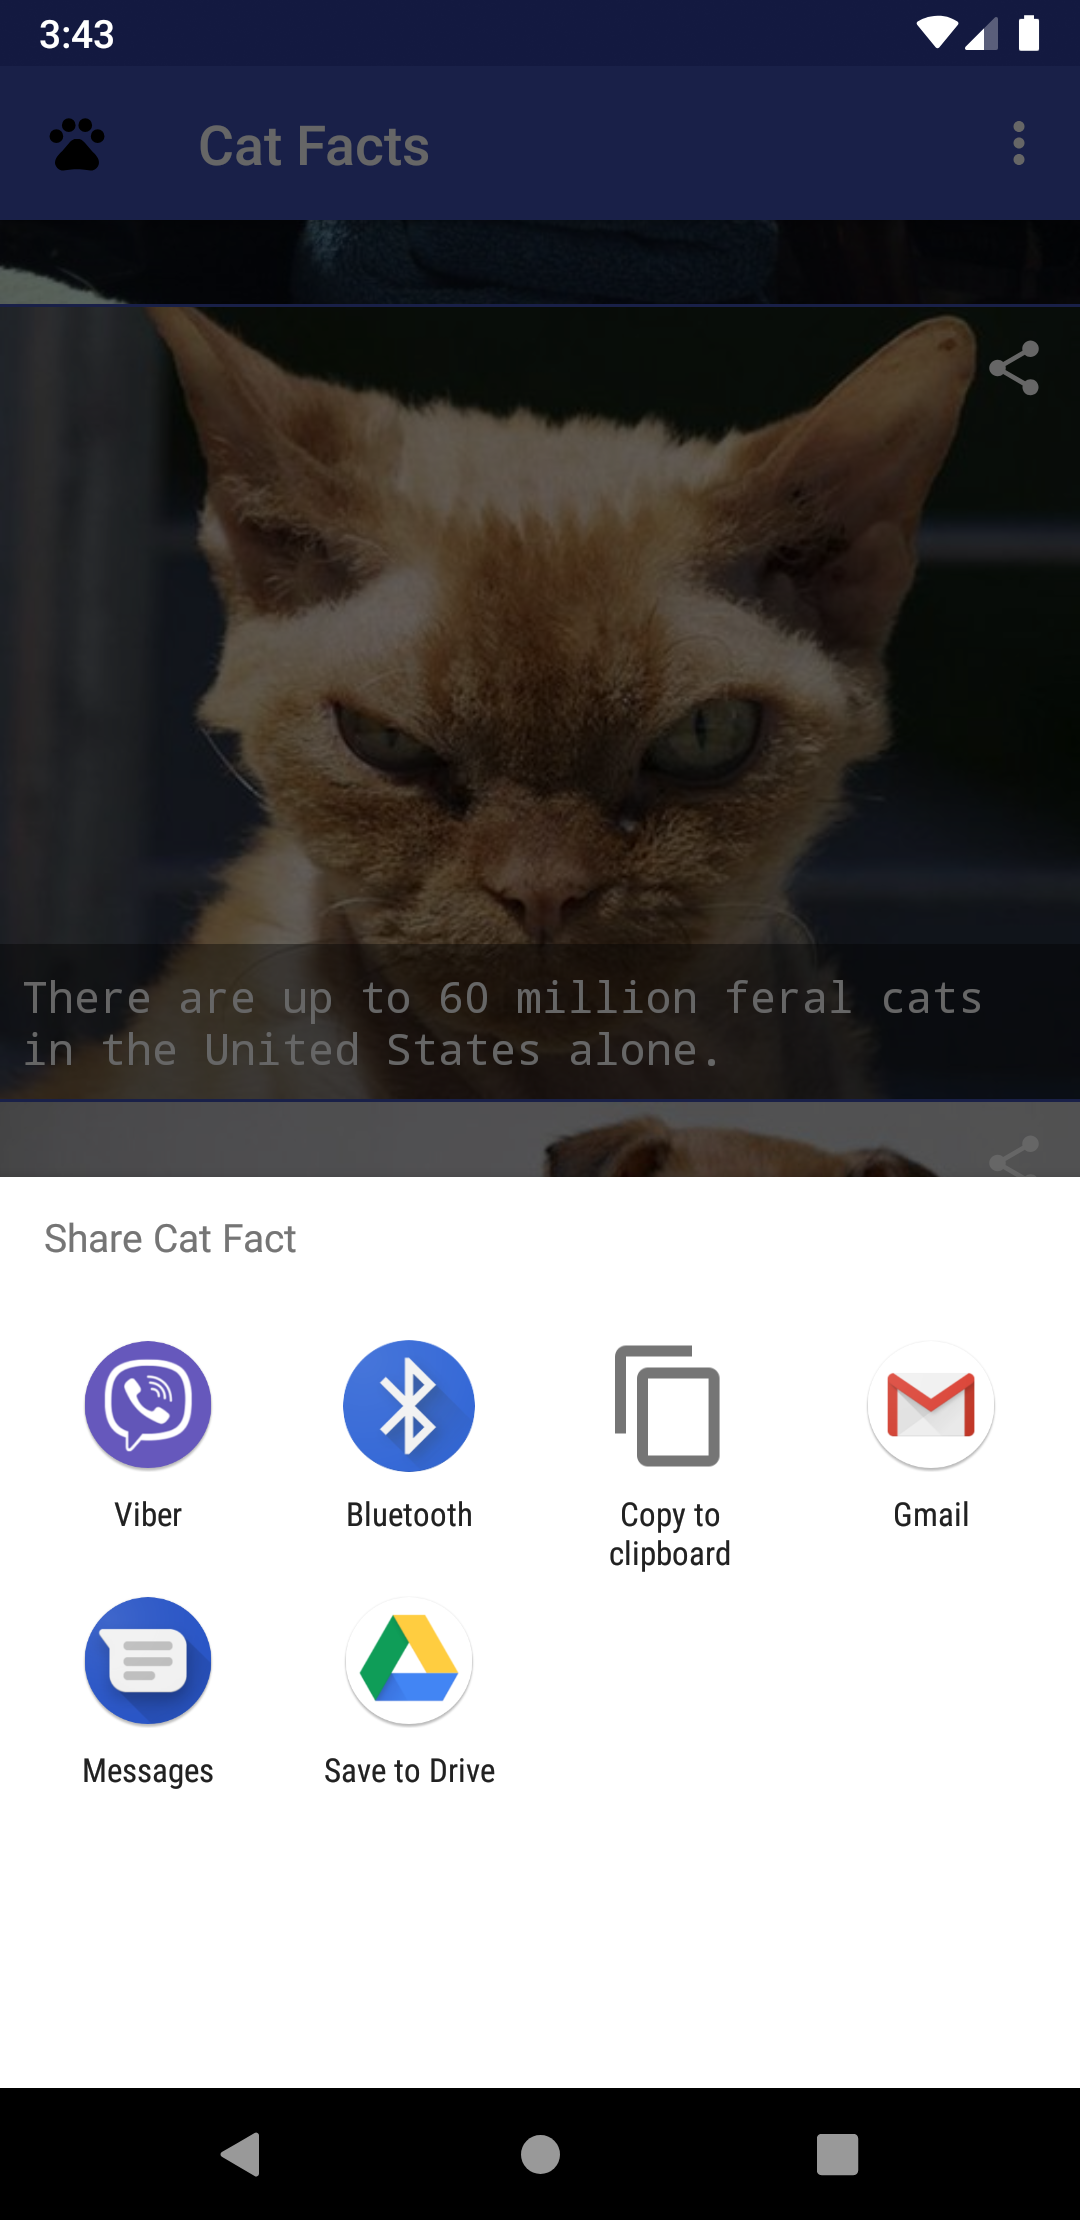 3:43
Cat Facts
There are up to 60 million feral cats
in the United States alone.
Share Cat Fact
Viber
Bluetooth
Copy to
clipboard
Gmail
Messages
Save to Drive